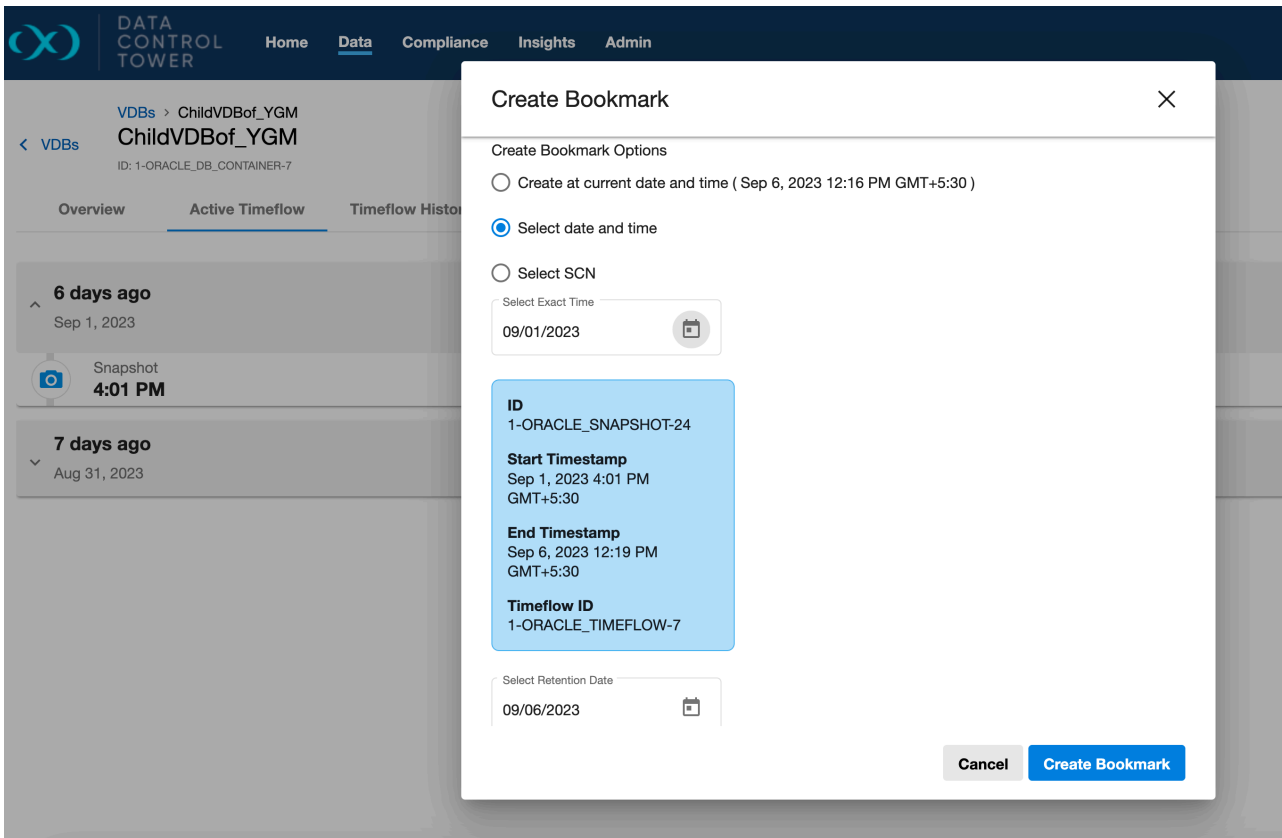 DATA
CONTROL
TOWER
Home
Data
Compliance
Insights
Admin
VDBs
VDBs > ChildVDBof_YGM
ChildVDBof_YGM
ID: 1-ORACLE_DB_CONTAINER-7
Overview
Active Timeflow
Timeflow Histo
6 days ago
Sep 1, 2023
Snapshot
4:01 PM
7 days ago
Aug 31, 2023
Create Bookmark
Create Bookmark Options
Create at current date and time ( Sep 6, 2023 12:16 PM GMT+5:30 )
Select date and time
Select SCN
Select Exact Time
09/01/2023
ID
1-ORACLE_SNAPSHOT-24
Start Timestamp
Sep 1, 2023 4:01 PM
GMT+5:30
End Timestamp
Sep 6, 2023 12:19 PM
GMT+5:30
Timeflow ID
1-ORACLE_TIMEFLOW-7
Select Retention Date
09/06/2023
Cancel
Create Bookmark